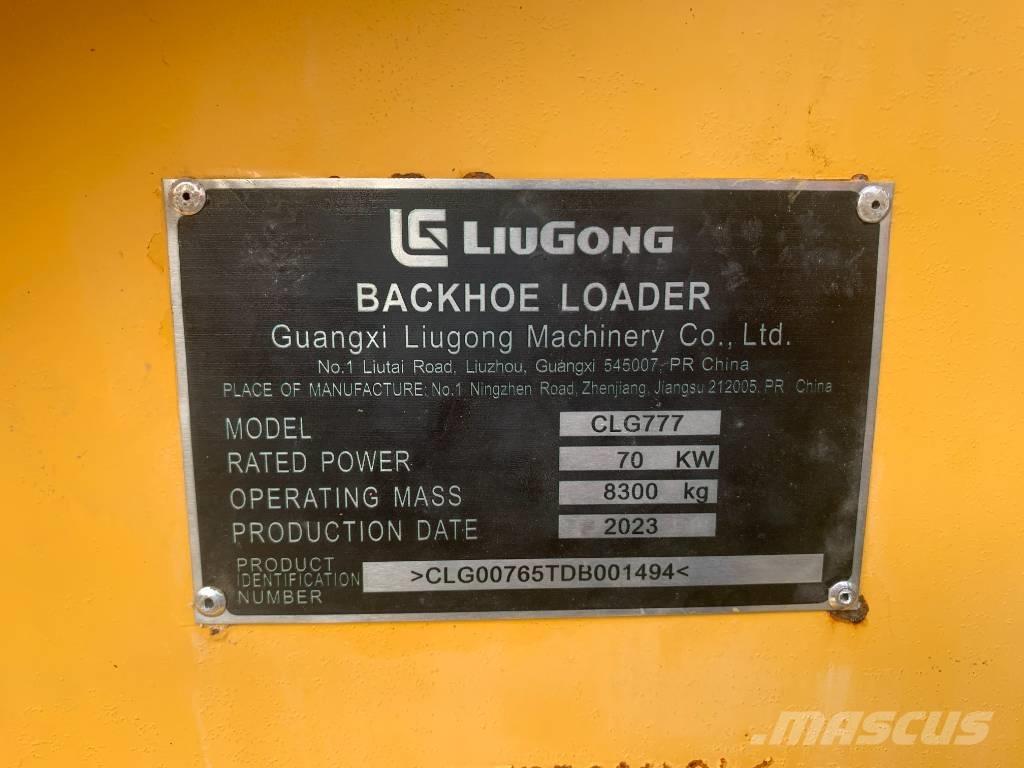 LG LIUGONG
BACKHOE LOADER
Guangxi Liugong Machinery Co., Ltd.
No.1 Liutai Road, Liuzhou, Guangxi 545007, PR China
PLACE OF MANUFACTURE: No.1 Ningzhen Road, Zhenjiang, Jiangsu 212005, PR China
MODEL CLG777
RATED POWER 70 KW
OPERATING MASS 8300 kg
PRODUCTION DATE 2023
PRODUCT
IDENTIFICATION >CLG00765TDB001494<
NUMBER
MASCUS